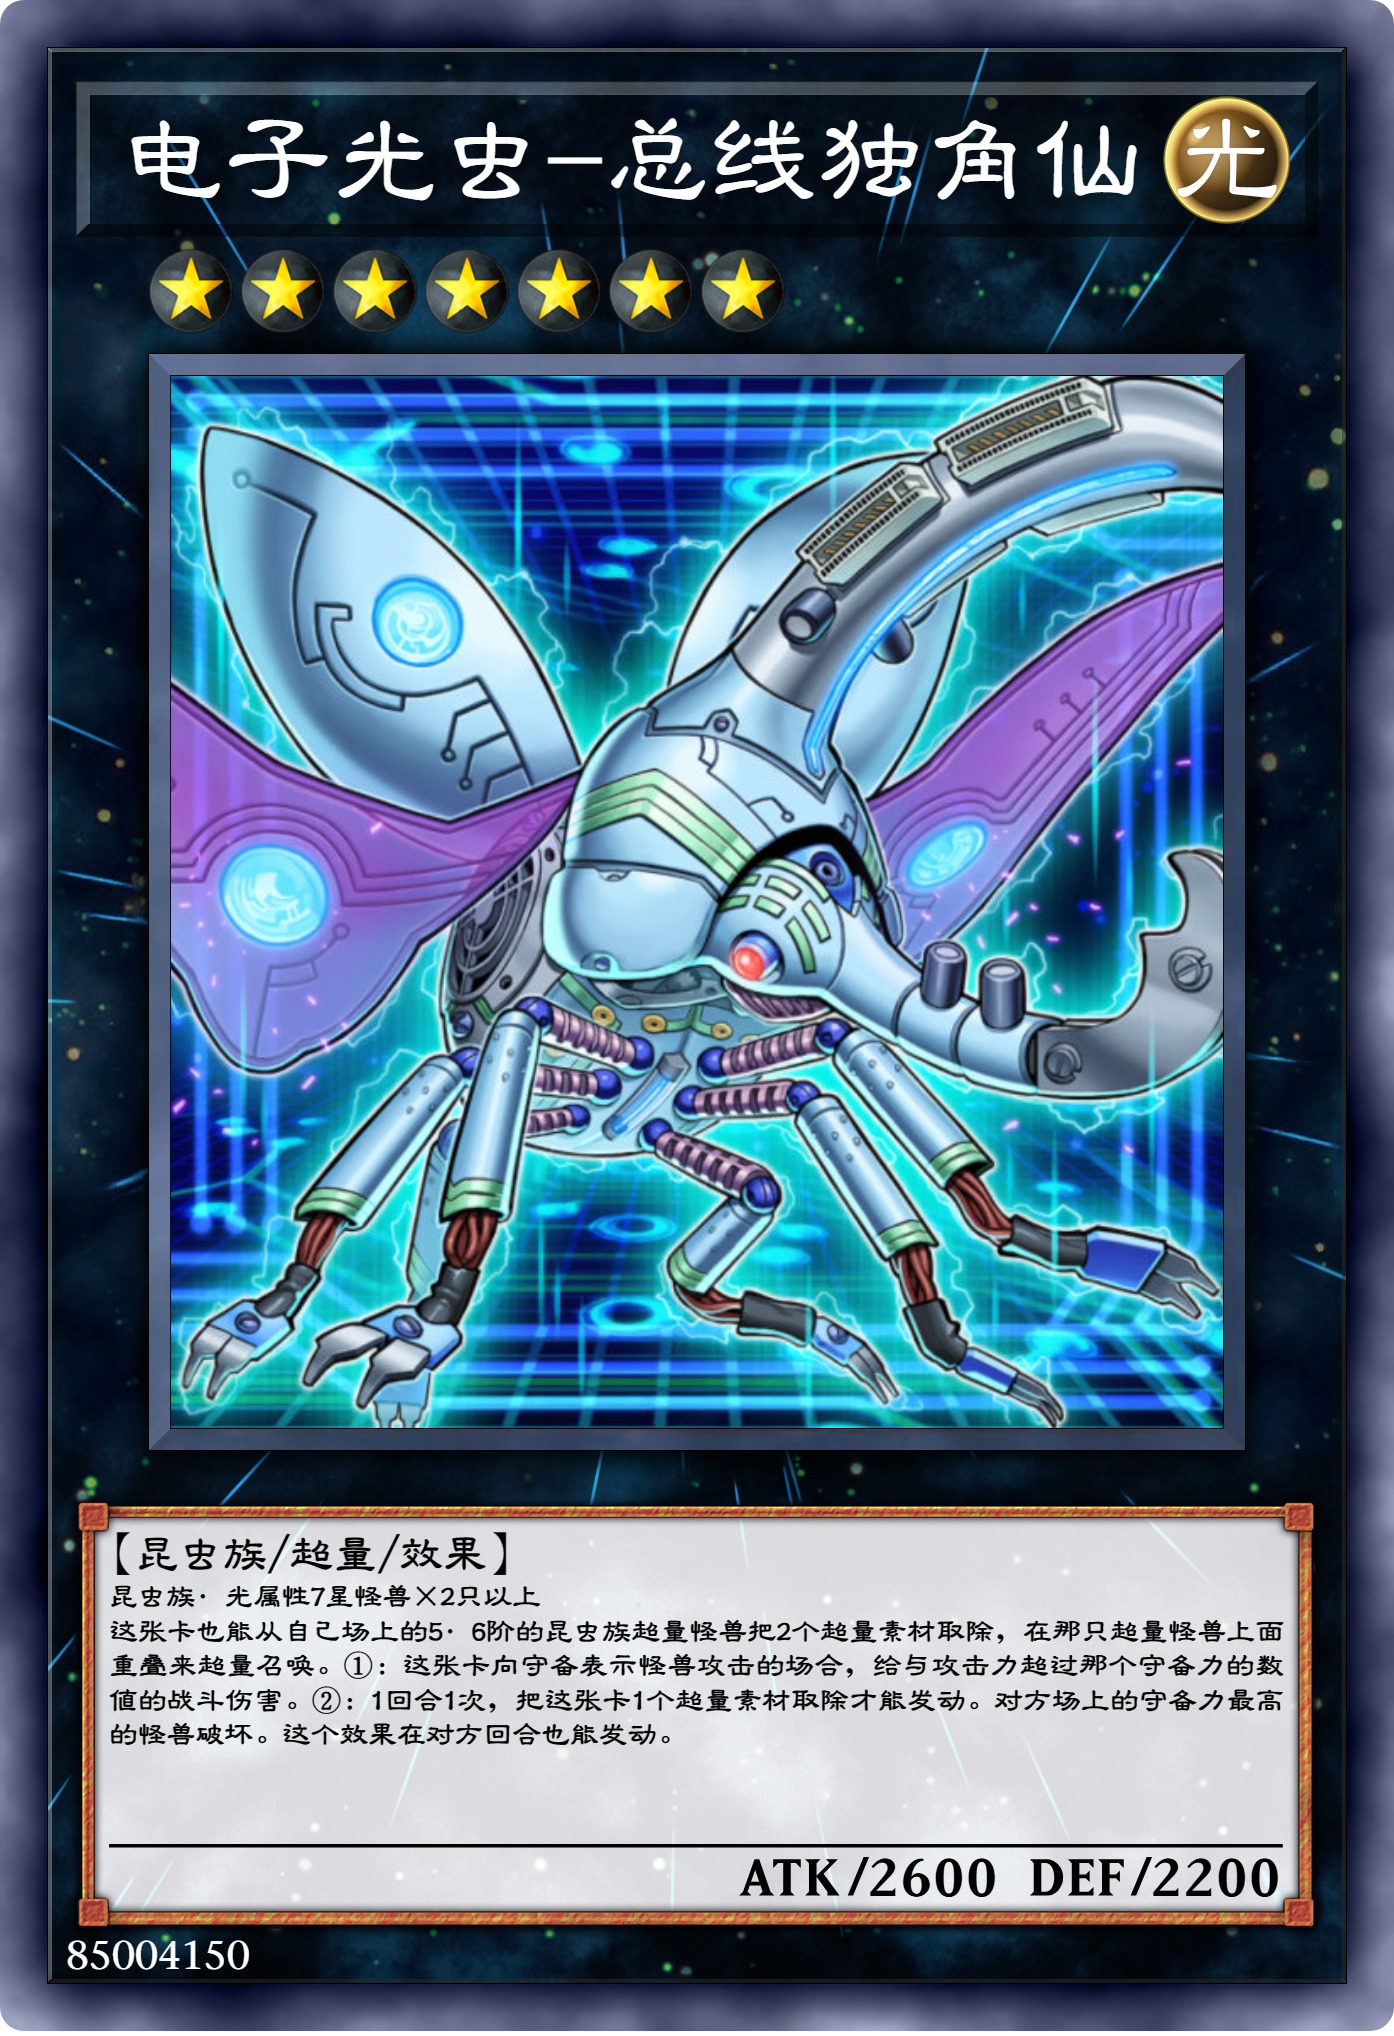 电子光虫-总线独角仙 光
【昆虫族/超量/效果】
昆虫族·光属性7星怪兽×2只以上
这张卡也能从自己场上的5·6阶的昆虫族超量怪兽把2个超量素材取除，在那只超量怪兽上面
重叠来超量召唤。①：这张卡向守备表示怪兽攻击的场合，给与攻击力超过那个守备力的数
值的战斗伤害。②：1回合1次，把这张卡1个超量素材取除才能发动。对方场上的守备力最高
的怪兽破坏。这个效果在对方回合也能发动。
ATK/2600 DEF/2200
85004150